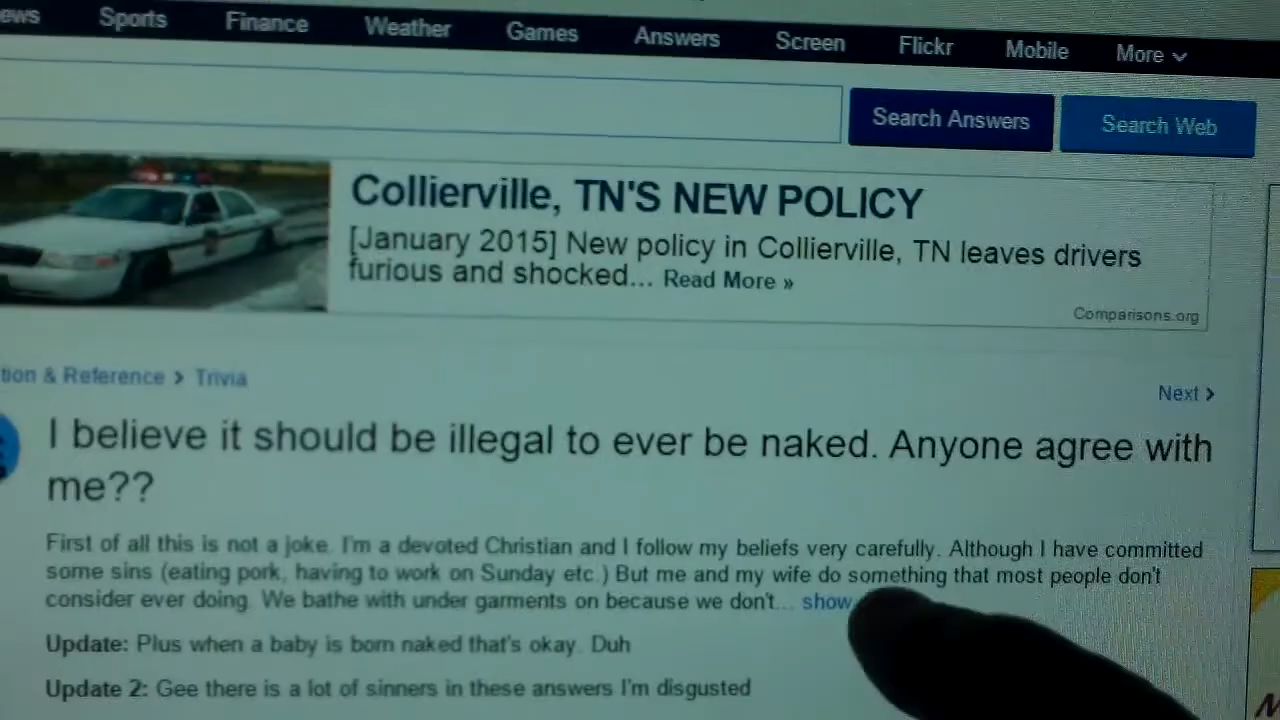 ews Sports Finance Weather Games Answers Screen Flickr Mobile More
Search Answers Search Web
Collierville, TN'S NEW POLICY
[January 2015] New policy in Collierville, TN leaves drivers
furious and shocked... Read More »
Comparisons.org
tion & Reference > Trivia
Next >
I believe it should be illegal to ever be naked. Anyone agree with
me??
First of all this is not a joke. I'm a devoted Christian and I follow my beliefs very carefully. Although I have committed
some sins (eating pork, having to work on Sunday etc.) But me and my wife do something that most people don't
consider ever doing. We bathe with under garments on because we don't... show
Update: Plus when a baby is born naked that's okay. Duh
Update 2: Gee there is a lot of sinners in these answers I'm disgusted